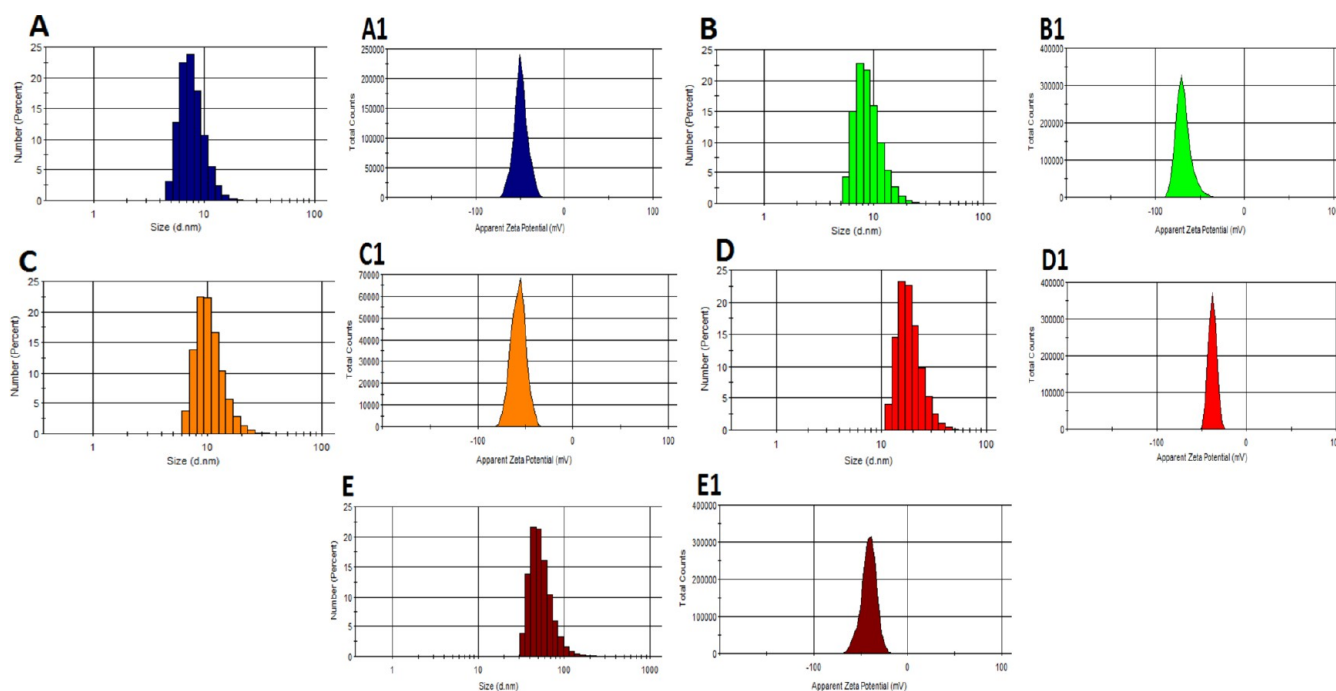 A
Number (Percent)
25
20
15
10
5
0
1
10
100
Size (d.nm)
A1
Total Counts
250000
200000
150000
100000
50000
0
-100
0
100
Apparent Zeta Potential (mV)
B
Number (Percent)
25
20
15
10
5
0
1
10
100
Size (d.nm)
B1
Total Counts
400000
300000
200000
100000
0
-100
0
100
Apparent Zeta Potential (mV)
C
Number (Percent)
25
20
15
10
5
0
1
10
100
Size (d.nm)
C1
Total Counts
70000
60000
50000
40000
30000
20000
10000
0
-100
0
100
Apparent Zeta Potential (mV)
D
Number (Percent)
25
20
15
10
5
0
1
10
100
Size (d.nm)
D1
Total Counts
400000
300000
200000
100000
0
-100
0
Apparent Zeta Potential (mV)
E
Number (Percent)
25
20
15
10
5
0
1
10
100
1000
Size (d.nm)
E1
Total Counts
400000
300000
200000
100000
0
-100
0
100
Apparent Zeta Potential (mV)